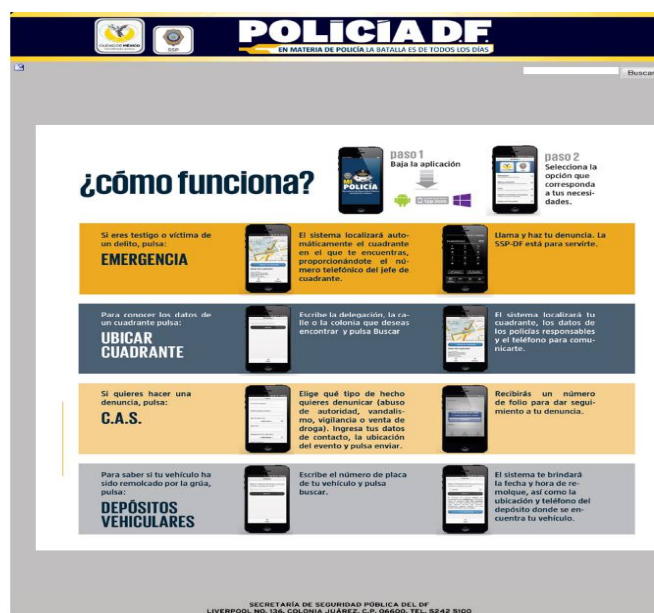 CIUDAD DE MÉXICO
SSP
POLICÍA D.F.
EN MATERIA DE POLICÍA LA BATALLA ES DE TODOS LOS DÍAS
Buscar
¿cómo funciona?
MI
POLICÍA
paso 1
Baja la aplicación
App Store
paso 2
Selecciona la
opción que
corresponda
a tus necesi-
dades.
Si eres testigo o víctima de
un delito, pulsa:
EMERGENCIA
El sistema localizará auto-
máticamente el cuadrante
en el que te encuentras,
proporcionándote el nú-
mero telefónico del jefe de
cuadrante.
Llama y haz tu denuncia. La
SSP-DF está para servirte.
Para conocer los datos de
un cuadrante pulsa:
UBICAR
CUADRANTE
Escribe la delegación, la ca-
lle o la colonia que deseas
encontrar y pulsa Buscar
El sistema localizará tu
cuadrante, los datos de
los policías responsables
y el teléfono para comu-
nicarte.
Si quieres hacer una
denuncia, pulsa:
C.A.S.
Elige qué tipo de hecho
quieres denunicar (abuso
de autoridad, vandalis-
mo, vigilancia o venta de
droga). Ingresa tus datos
de contacto, la ubicación
del evento y pulsa enviar.
Recibirás un número
de folio para dar segui-
miento a tu denuncia.
Para saber si tu vehículo ha
sido remolcado por la grúa,
pulsa:
DEPÓSITOS
VEHICULARES
Escribe el número de placa
de tu vehículo y pulsa
buscar.
El sistema te brindará
la fecha y hora de re-
molque, así como la
ubicación y teléfono del
depósito donde se en-
cuentra tu vehículo.
SECRETARÍA DE SEGURIDAD PÚBLICA DEL DF
LIVERPOOL NO. 136, COLONIA JUÁREZ, C.P. 06600, TEL. 5242 5100